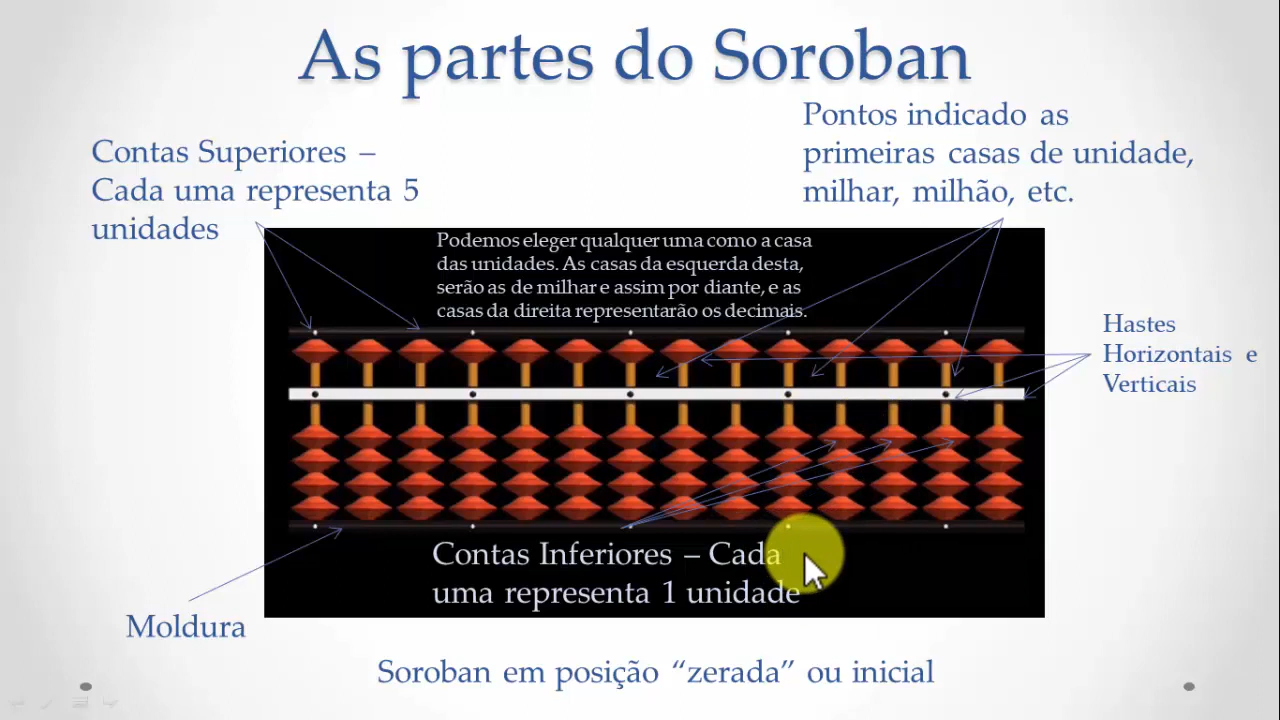 As partes do Soroban
Contas Superiores –
Cada uma representa 5
unidades
Pontos indicado as
primeiras casas de unidade,
milhar, milhão, etc.
Podemos eleger qualquer uma como a casa
das unidades. As casas da esquerda desta,
serão as de milhar e assim por diante, e as
casas da direita representarão os decimais.
Hastes
Horizontais e
Verticais
Contas Inferiores – Cada
uma representa 1 unidade
Moldura
Soroban em posição “zerada” ou inicial